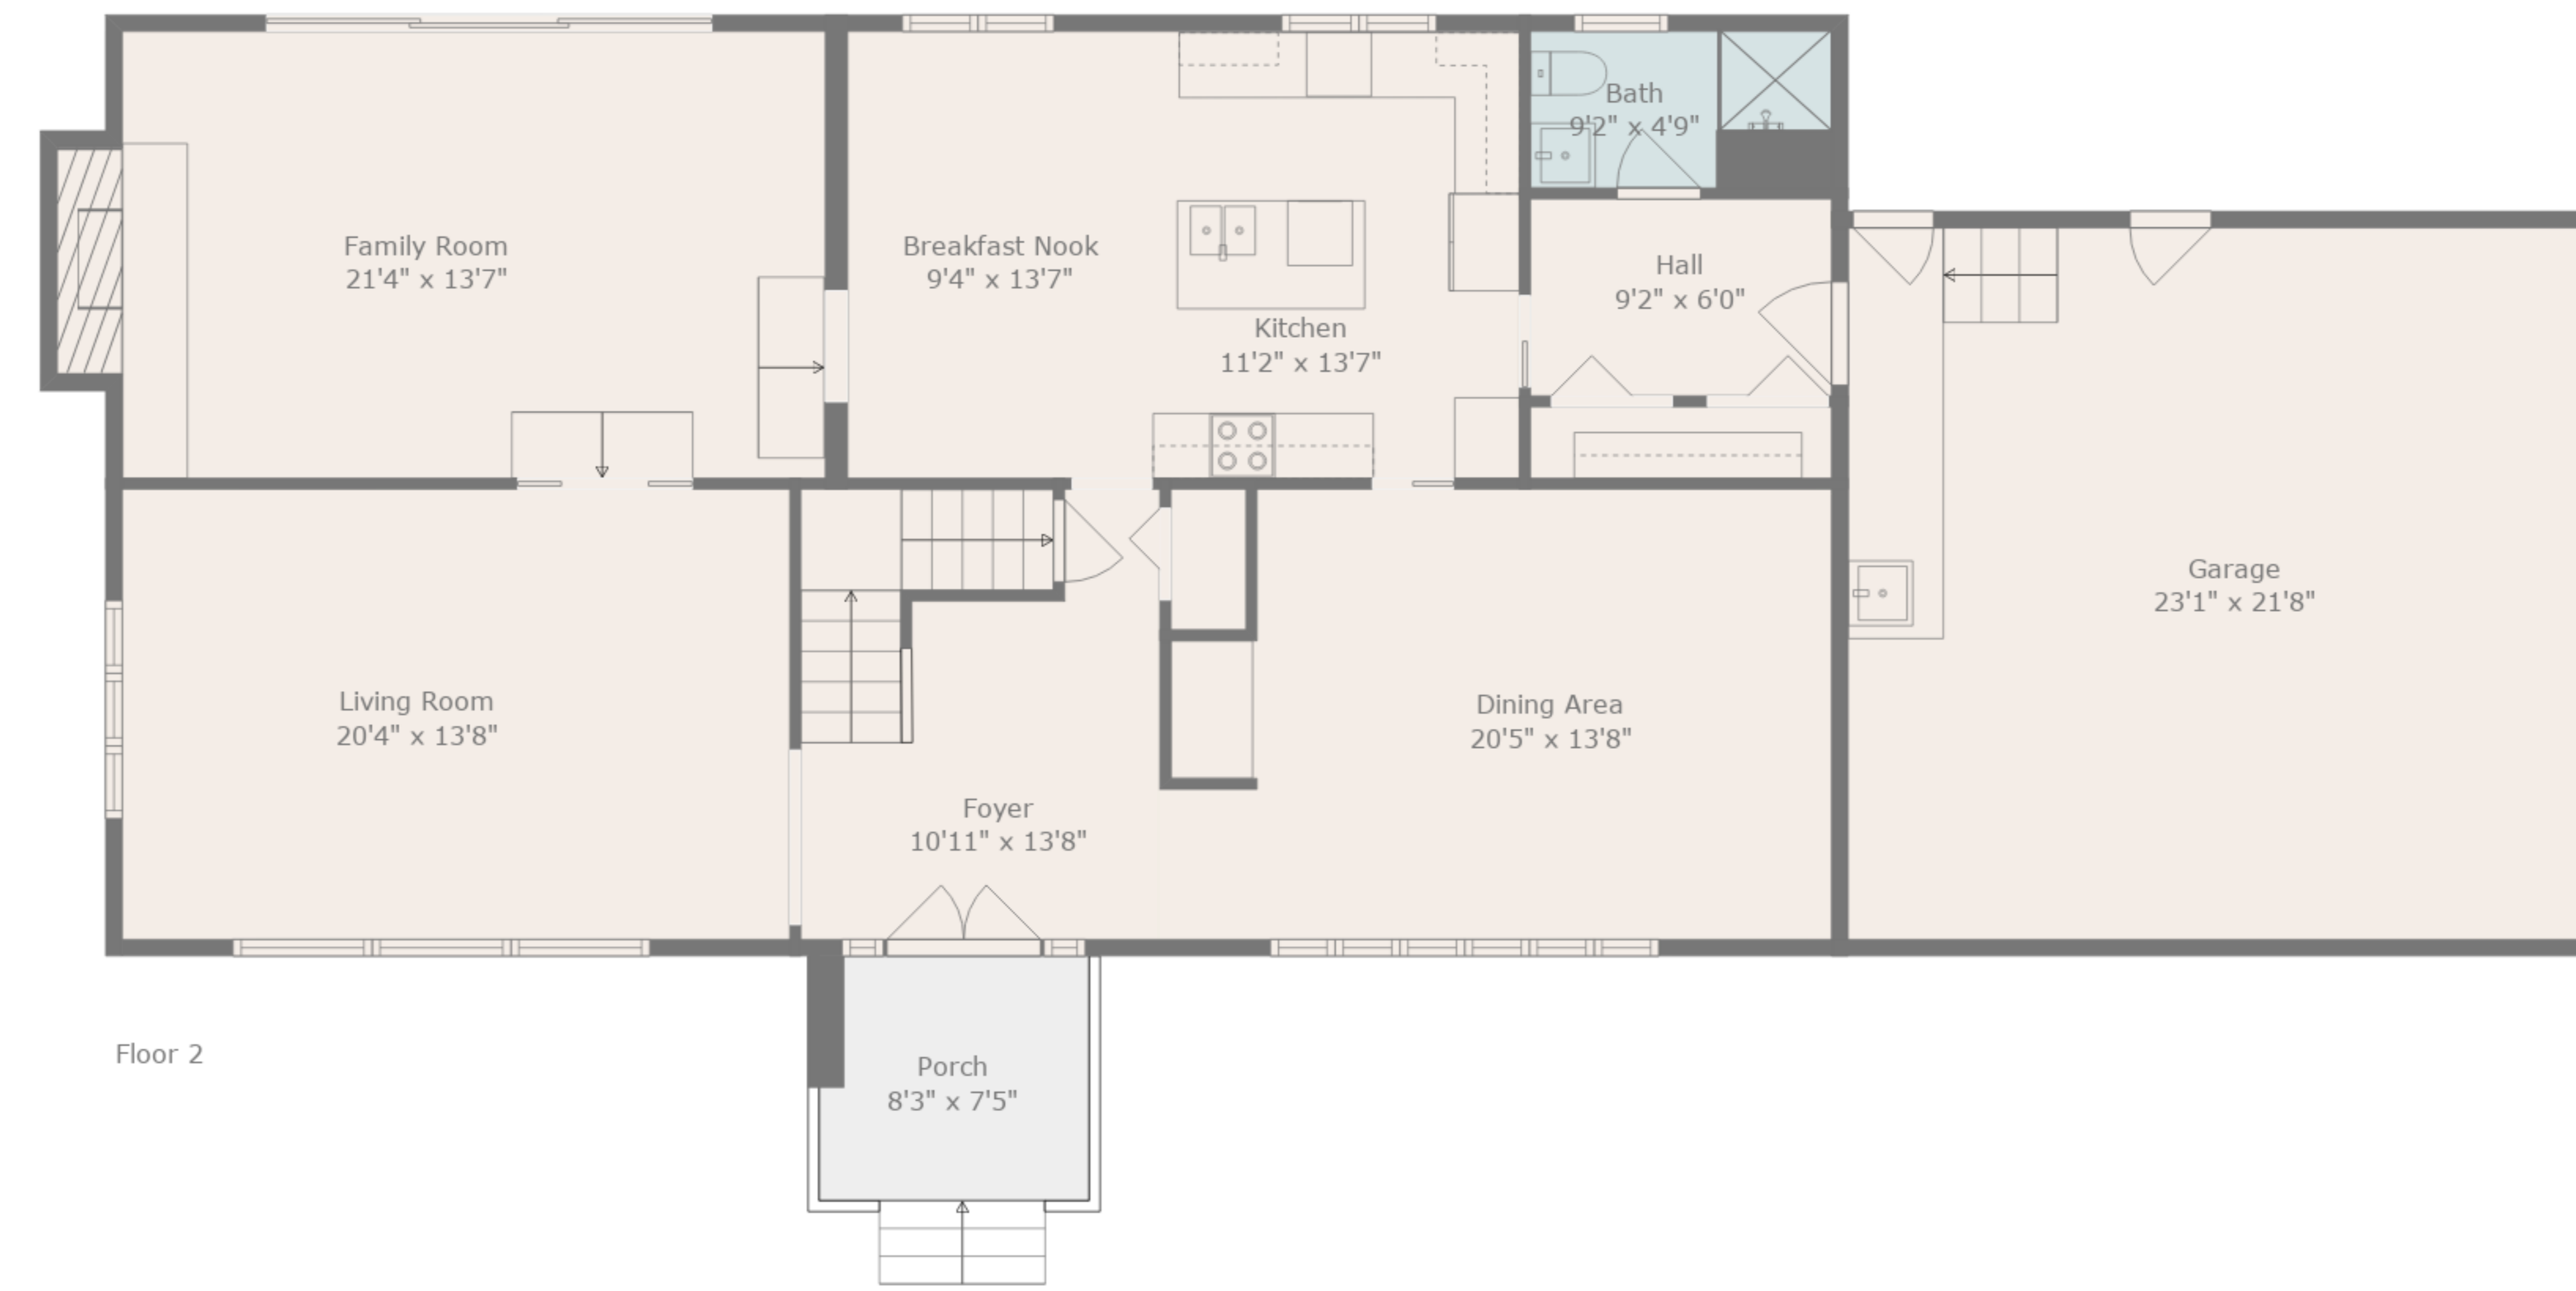 Family Room
21'4" x 13'7"
Breakfast Nook
9'4" x 13'7"
Kitchen
11'2" x 13'7"
Bath
9'2" x 4'9"
Hall
9'2" x 6'0"
Garage
23'1" x 21'8"
Living Room
20'4" x 13'8"
Foyer
10'11" x 13'8"
Dining Area
20'5" x 13'8"
Porch
8'3" x 7'5"
Floor 2